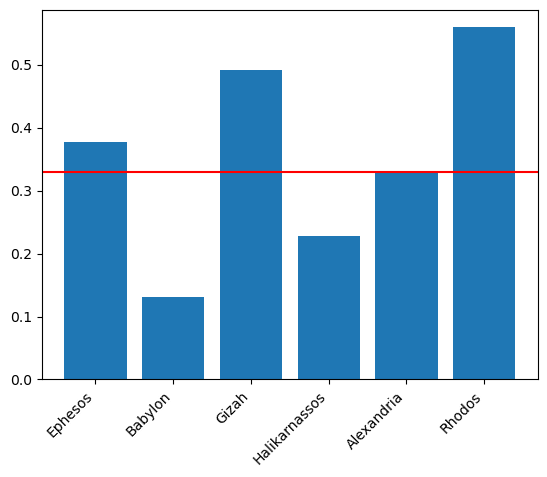 0.5
0.4
0.3
0.2
0.1
0.0
Ephesos
Babylon
Gizah
Halikarnassos
Alexandria
Rhodos